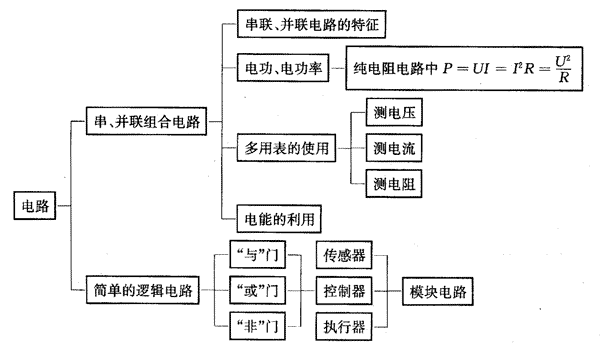 串联、并联电路的特征
电功、电功率
纯电阻电路中 P = UI = I²R = U²/R
串、并联组合电路
测电压
多用表的使用
测电流
测电阻
电路
电能的利用
“与”门
传感器
简单的逻辑电路
“或”门
控制器
模块电路
“非”门
执行器